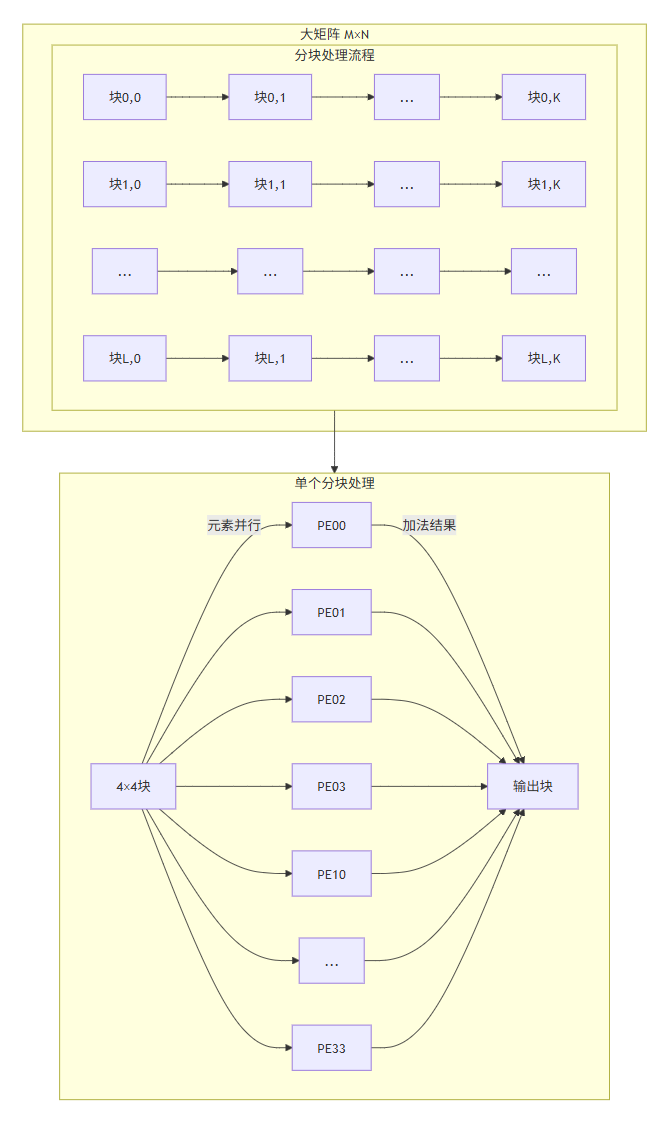 大矩阵 M×N
分块处理流程
块0,0 块0,1 ... 块0,K
块1,0 块1,1 ... 块1,K
... ... ... ...
块L,0 块L,1 ... 块L,K
单个分块处理
元素并行 PE00 加法结果
PE01
PE02
4×4块 PE03 输出块
PE10
...
PE33